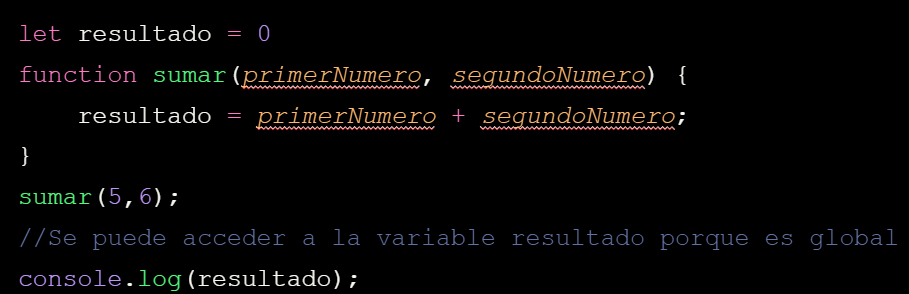 let resultado = 0
function sumar(primerNumero, segundoNumero) {
    resultado = primerNumero + segundoNumero;
}
sumar(5,6);
//Se puede acceder a la variable resultado porque es global
console.log(resultado);